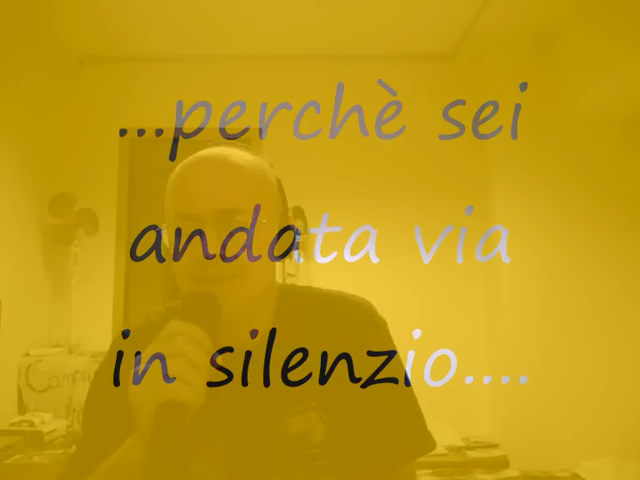 ...perchè sei
andata via
in silenzio....